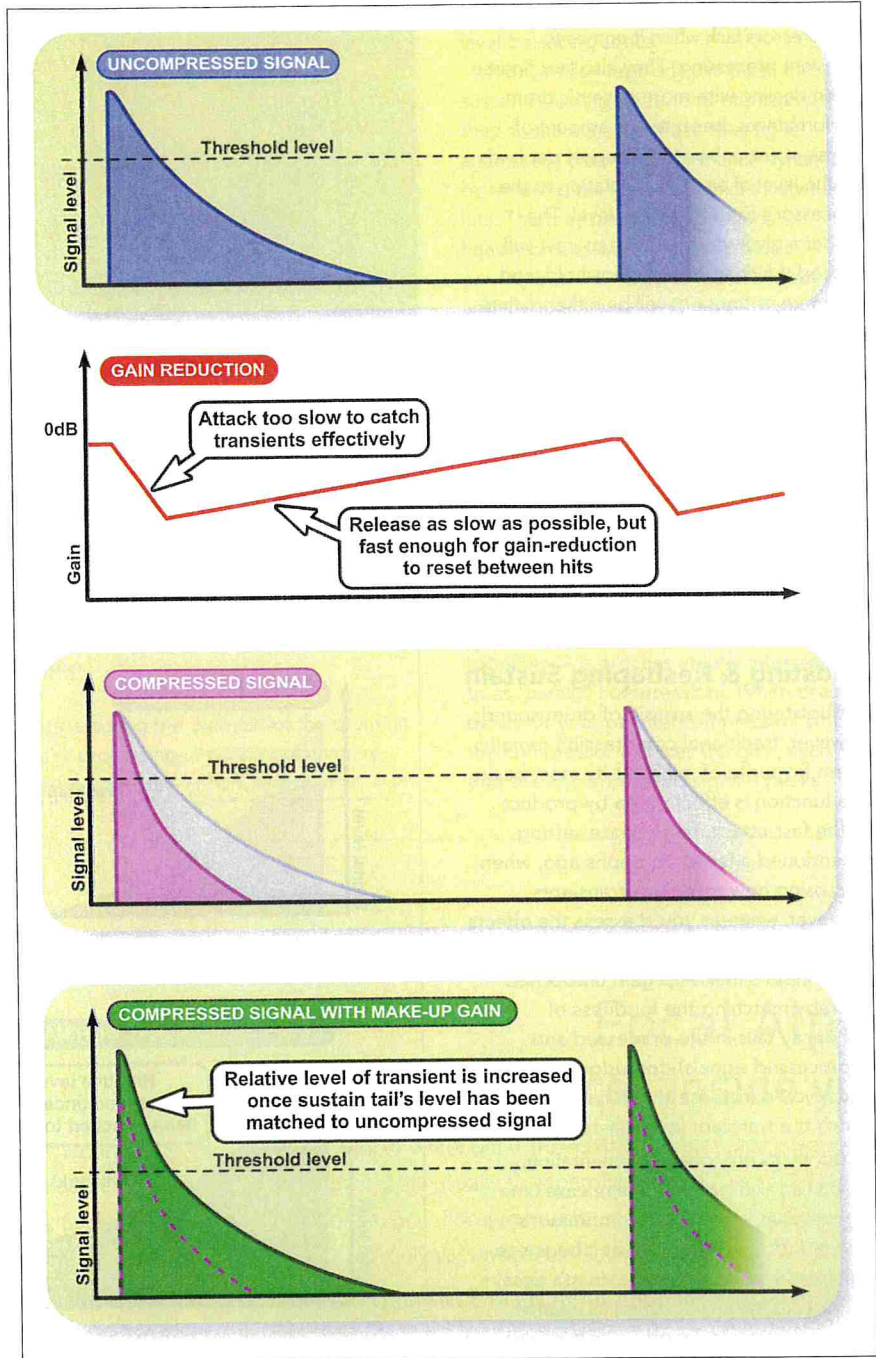 UNCOMPRESSED SIGNAL
Threshold level
Signal level
GAIN REDUCTION
0dB
Attack too slow to catch
transients effectively
Release as slow as possible, but
fast enough for gain-reduction
to reset between hits
Gain
COMPRESSED SIGNAL
Threshold level
Signal level
COMPRESSED SIGNAL WITH MAKE-UP GAIN
Relative level of transient is increased
once sustain tail's level has been
matched to uncompressed signal
Threshold level
Signal level